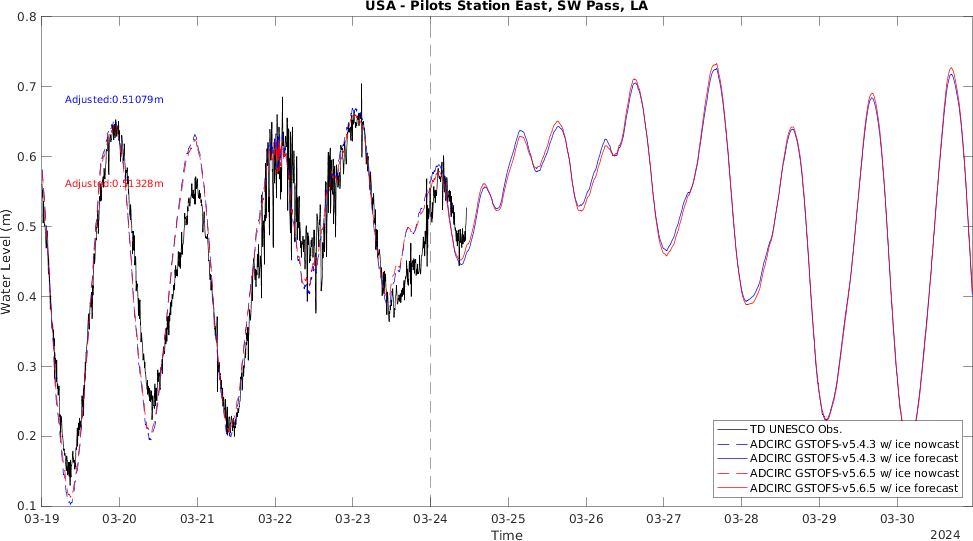 USA - Pilots Station East, SW Pass, LA
0.8
0.7
0.6
0.5
0.4
0.3
0.2
0.1
Water Level (m)
Adjusted:0.51079m
Adjusted:0.51328m
TD UNESCO Obs.
ADCIRC GSTOFS-v5.4.3 w/ ice nowcast
ADCIRC GSTOFS-v5.4.3 w/ ice forecast
ADCIRC GSTOFS-v5.6.5 w/ ice nowcast
ADCIRC GSTOFS-v5.6.5 w/ ice forecast
03-19 03-20 03-21 03-22 03-23 03-24 03-25 03-26 03-27 03-28 03-29 03-30
Time
2024